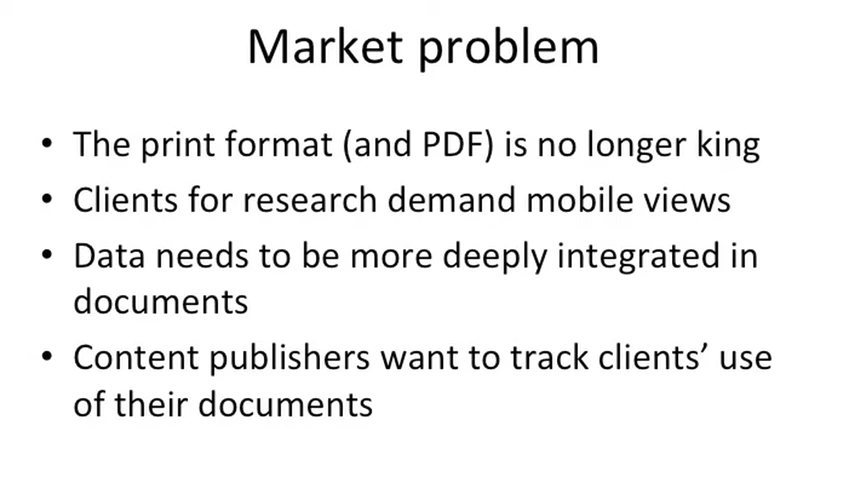 Market problem
• The print format (and PDF) is no longer king
• Clients for research demand mobile views
• Data needs to be more deeply integrated in
documents
• Content publishers want to track clients’ use
of their documents